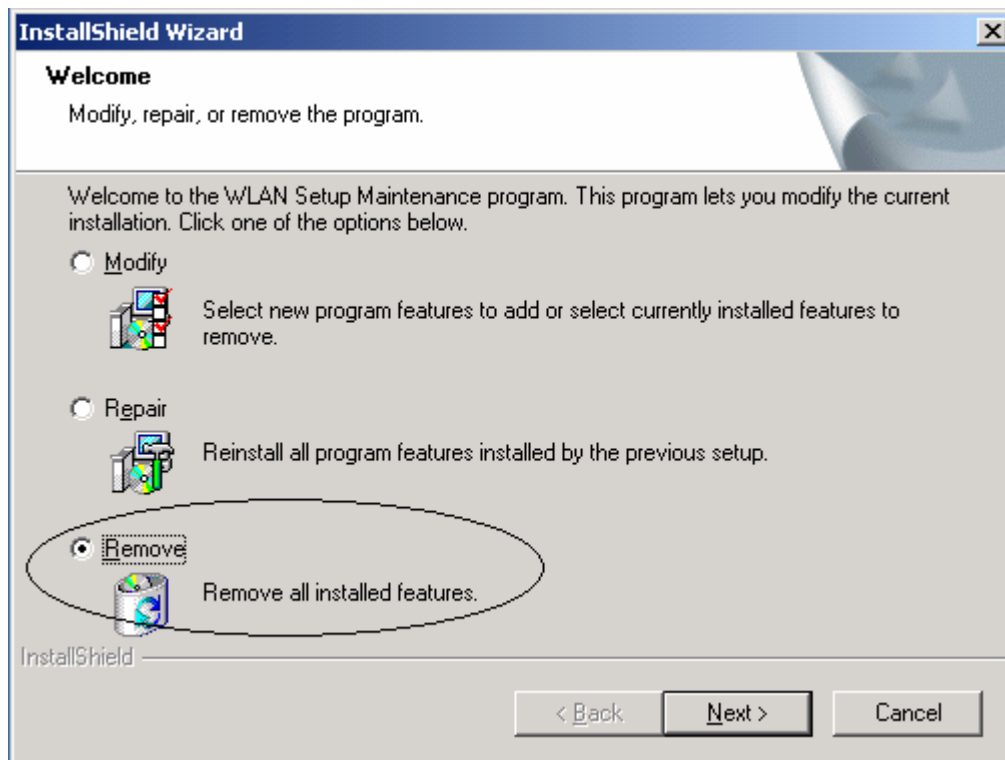 InstallShield Wizard
Welcome
Modify, repair, or remove the program.
Welcome to the WLAN Setup Maintenance program. This program lets you modify the current
installation. Click one of the options below.
Modify
Select new program features to add or select currently installed features to
remove.
Repair
Reinstall all program features installed by the previous setup.
Remove
Remove all installed features.
InstallShield
< Back
Next >
Cancel